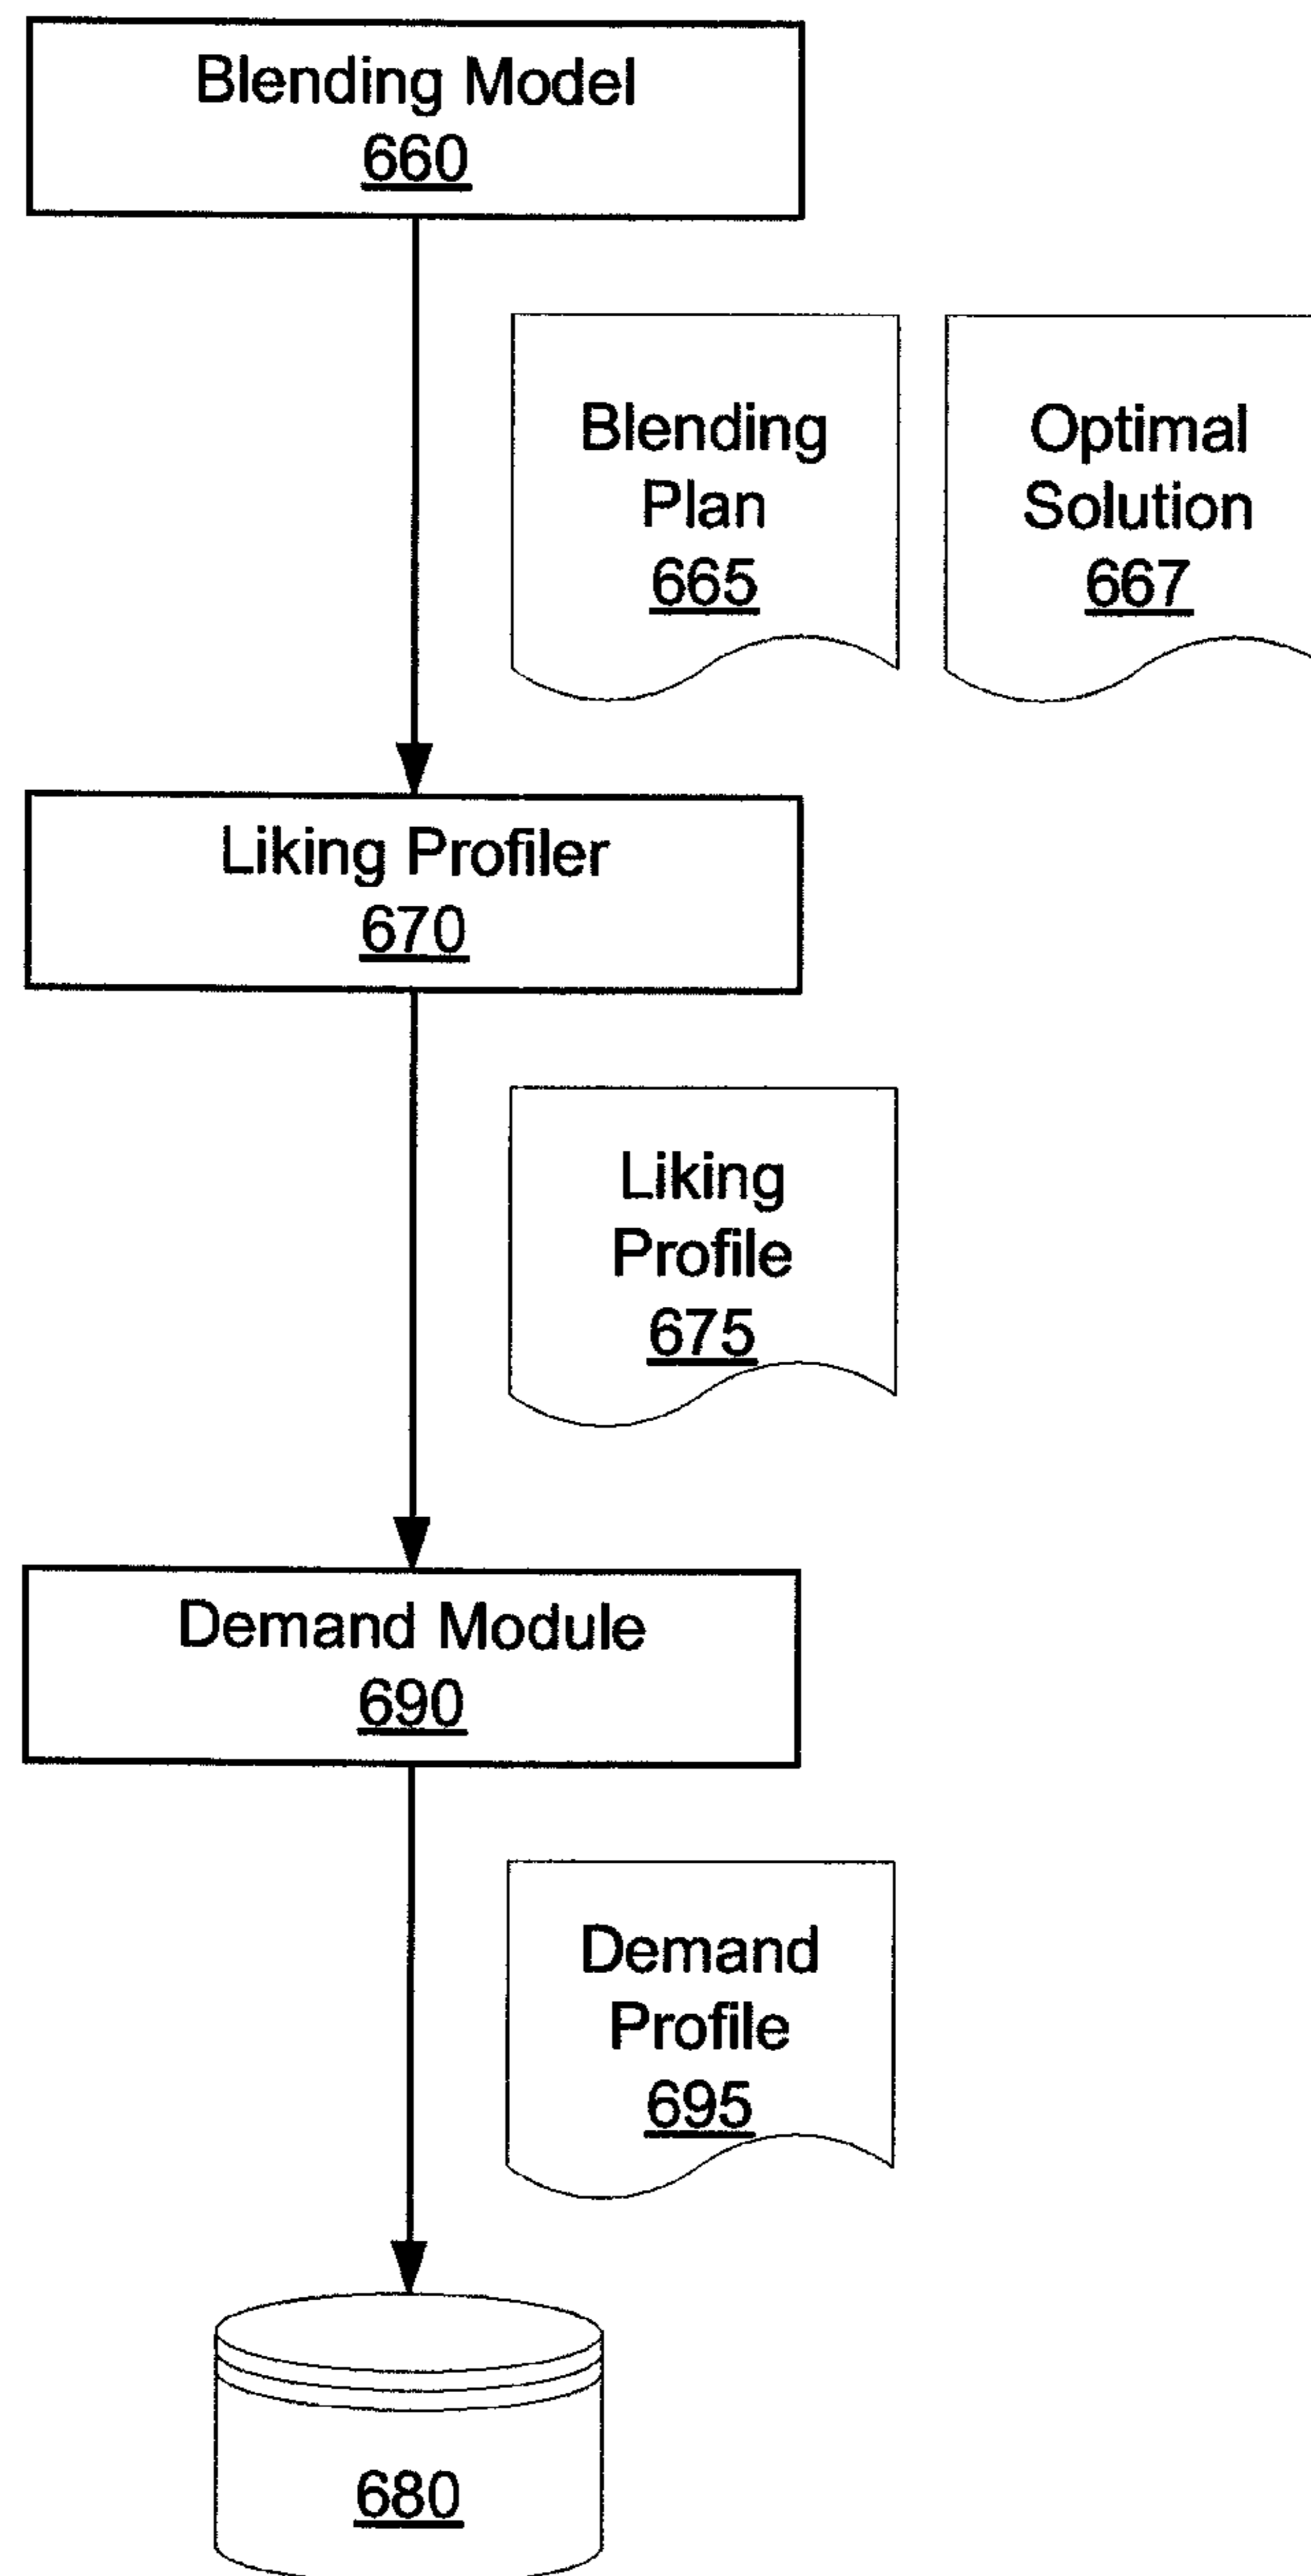 Blending Model
660
Blending
Plan
665
Optimal
Solution
667
Liking Profiler
670
Liking
Profile
675
Demand Module
690
Demand
Profile
695
680